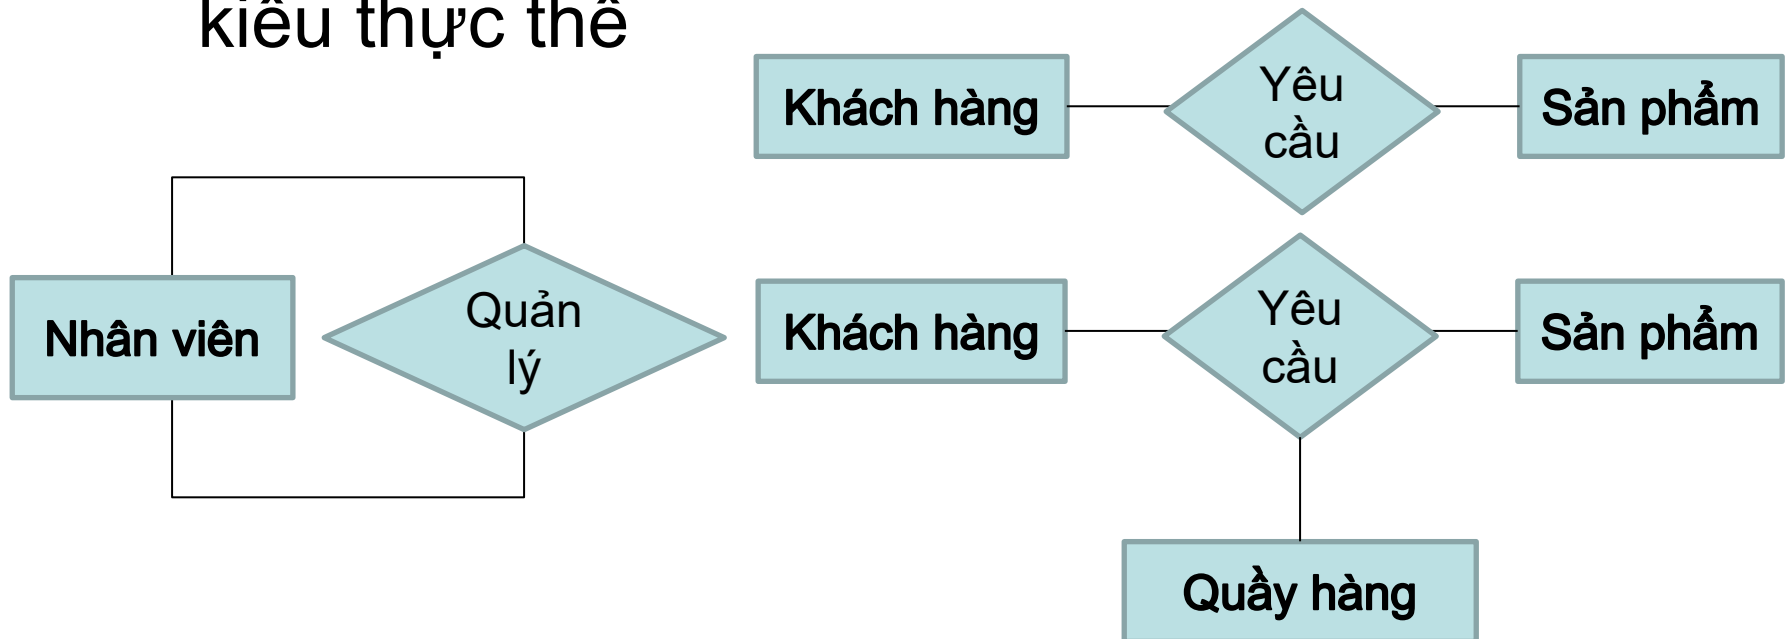 kiểu thực thể
Khách hàng
Yêu
cầu
Sản phẩm
Nhân viên
Quản
lý
Khách hàng
Yêu
cầu
Sản phẩm
Quầy hàng